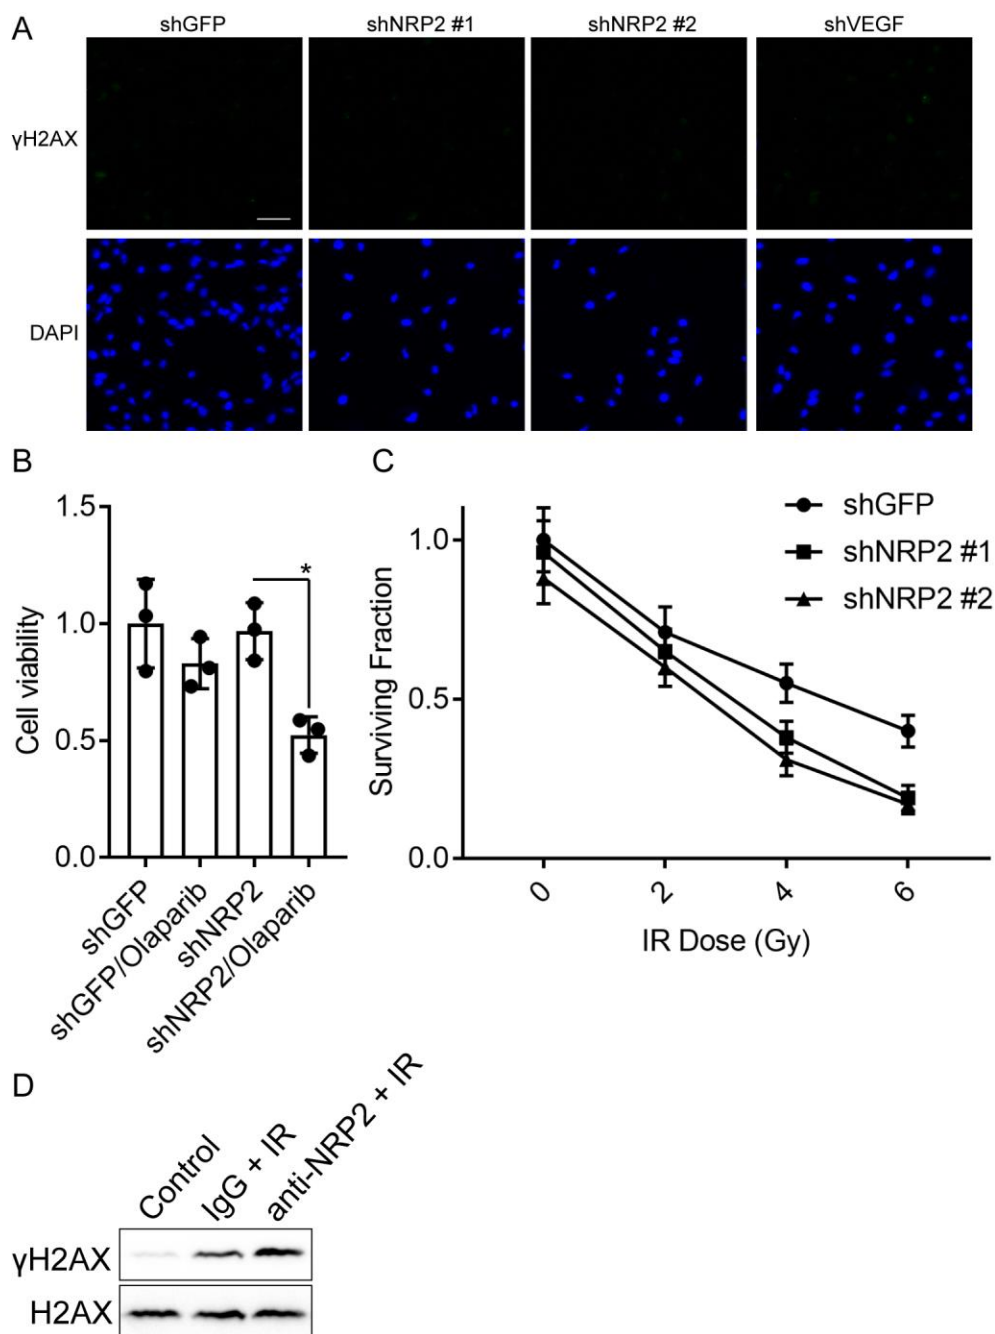 A
shGFP shNRP2 #1 shNRP2 #2 shVEGF
γH2AX
DAPI
B
1.5
1.0
0.5
0.0
Cell viability
*
shGFP
shGFP/Olaparib
shNRP2
shNRP2/Olaparib
C
shGFP
shNRP2 #1
shNRP2 #2
1.0
0.5
0.0
Surviving Fraction
0 2 4 6
IR Dose (Gy)
D
Control
IgG + IR
anti-NRP2 + IR
γH2AX
H2AX